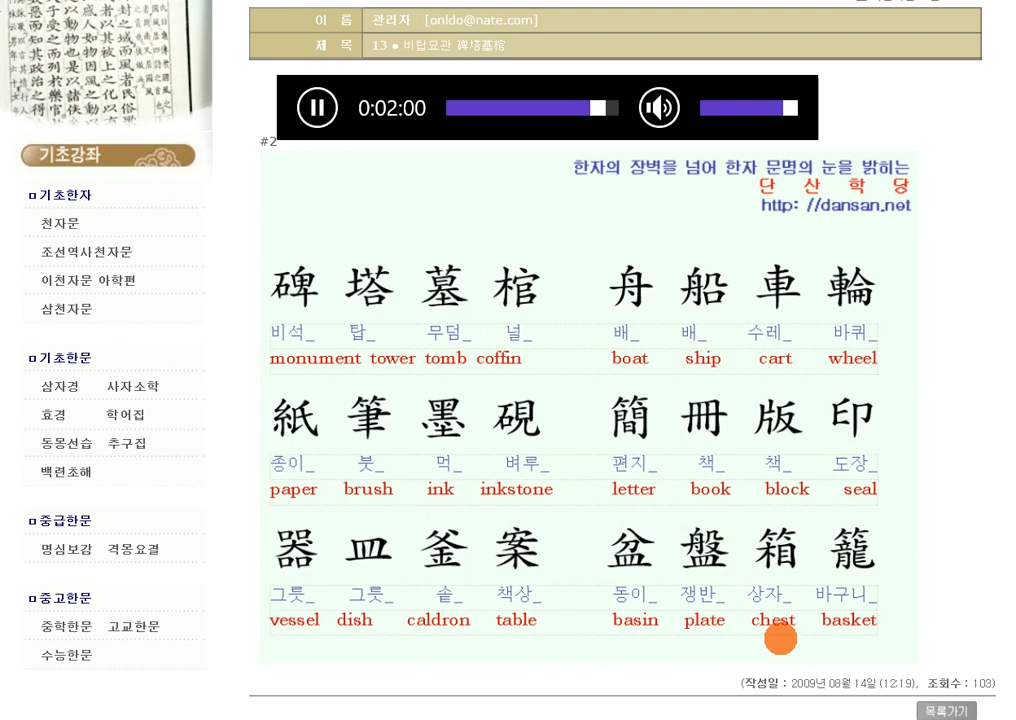 이 름 관리자 [onldo@nate.com]
제 목 13 ● 비탑묘관 碑塔墓棺
0:02:00
#2
기초강좌
기초한자
천자문
조선역사천자문
이천자문 아학편
삼천자문
기초한문
삼자경 사자소학
효경 학어집
동몽선습 추구집
백련초해
중급한문
명심보감 격몽요결
중고한문
중학한문 고교한문
수능한문
한자의 장벽을 넘어 한자 문명의 눈을 밝히는
단 산 학 당
http: //dansan.net
碑 塔 墓 棺 舟 船 車 輪
비석_ 탑_ 무덤_ 널_ 배_ 배_ 수레_ 바퀴_
monument tower tomb coffin boat ship cart wheel
紙 筆 墨 硯 簡 冊 版 印
종이_ 붓_ 먹_ 벼루_ 편지_ 책_ 책_ 도장_
paper brush ink inkstone letter book block seal
器 皿 釜 案 盆 盤 箱 籠
그릇_ 그릇_ 솥_ 책상_ 동이_ 쟁반_ 상자_ 바구니_
vessel dish caldron table basin plate chest basket
(작성일 : 2009년 08월 14일 (12:19), 조회수 : 103)
목록가기